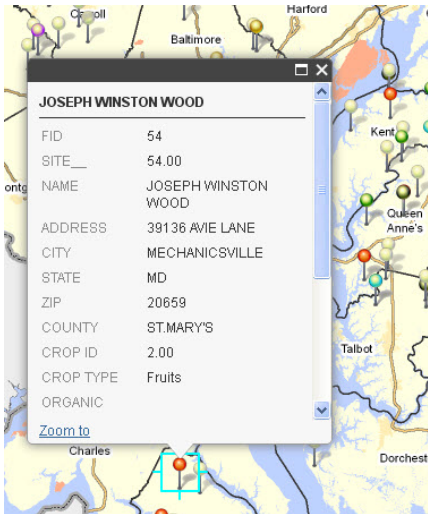 Carroll
Harford
Baltimore
JOSEPH WINSTON WOOD
FID 54
SITE__ 54.00
NAME JOSEPH WINSTON
WOOD
ADDRESS 39136 AVIE LANE
CITY MECHANICSVILLE
STATE MD
ZIP 20659
COUNTY ST.MARY'S
CROP ID 2.00
CROP TYPE Fruits
ORGANIC
Zoom to
Kent
Queen
Anne's
Talbot
Charles
Dorchest